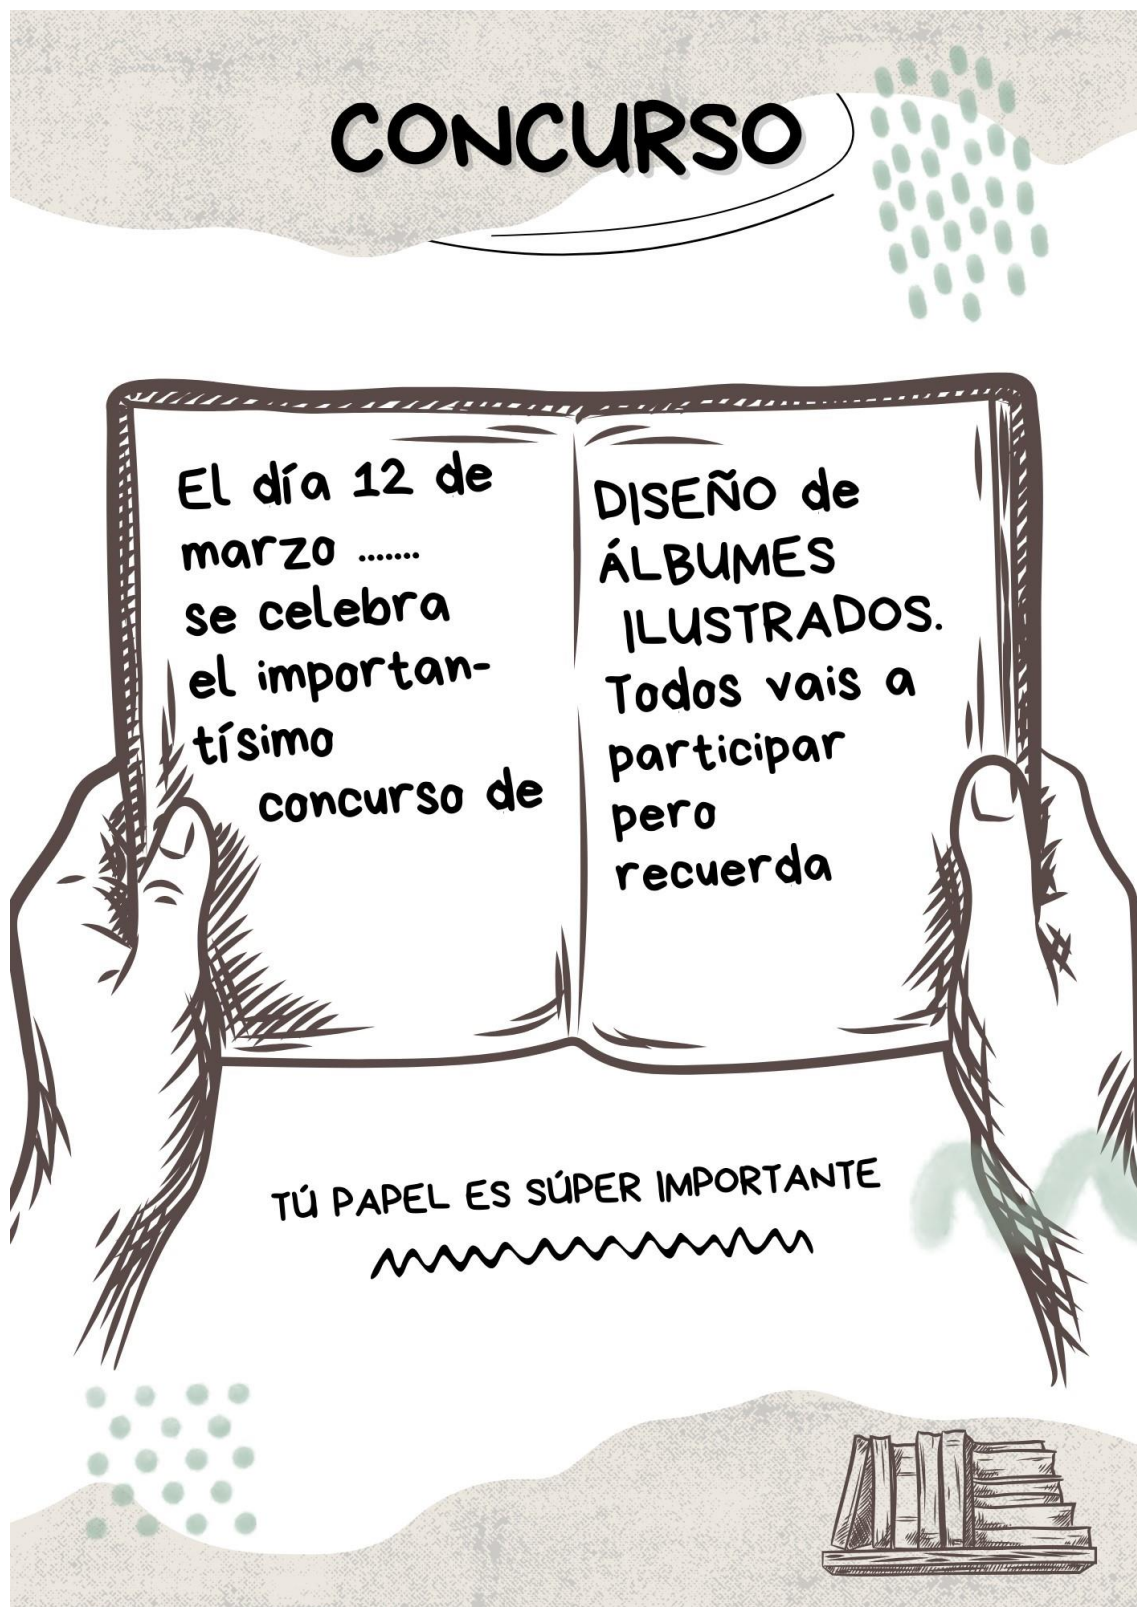 CONCURSO
El día 12 de
marzo .......
se celebra
el importan-
tísimo
concurso de
DISEÑO de
ÁLBUMES
ILUSTRADOS.
Todos vais a
participar
pero
recuerda
TÚ PAPEL ES SÚPER IMPORTANTE